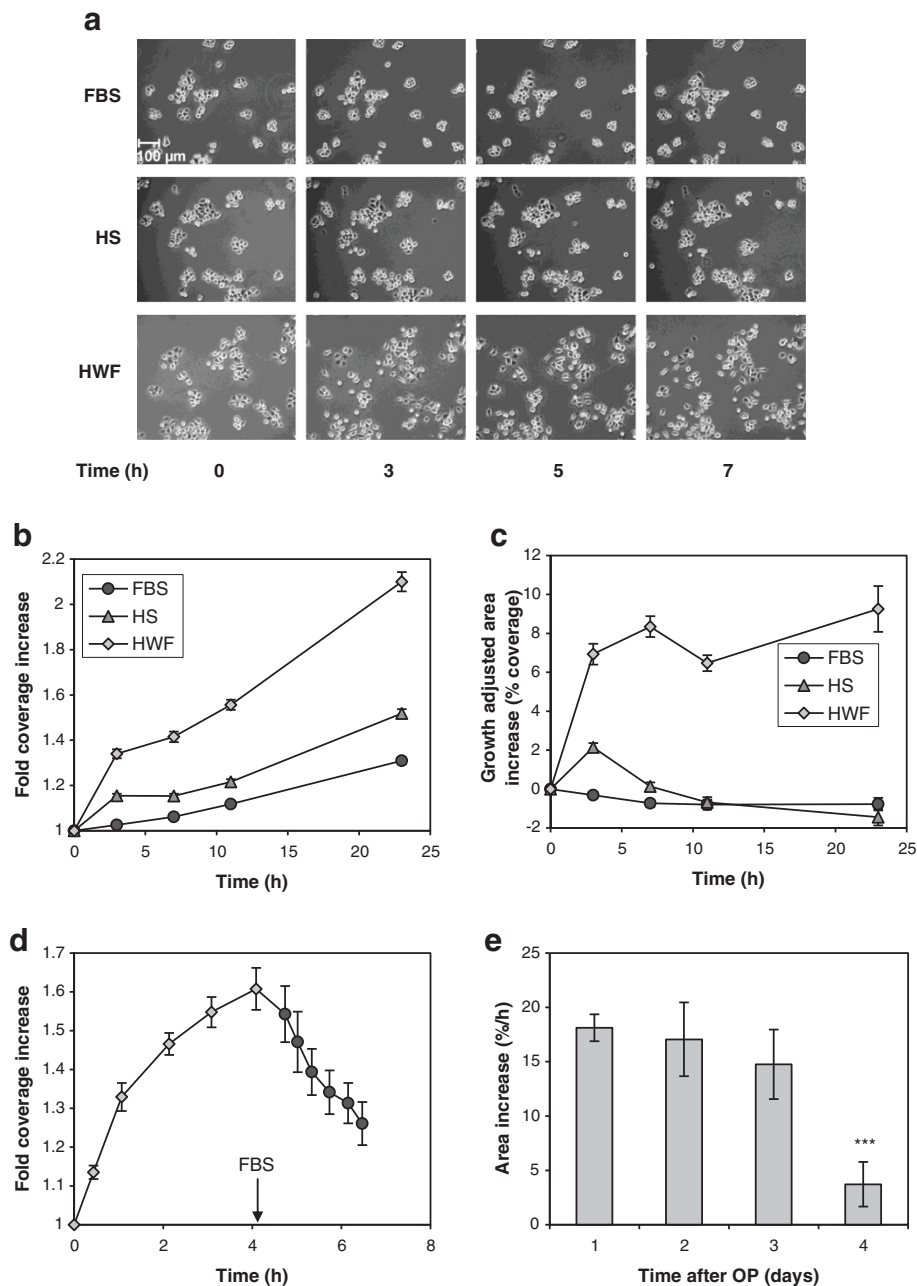 a
FBS
100 µm
HS
HWF
Time (h) 0 3 5 7
b
Fold coverage increase
2.2
2
1.8
1.6
1.4
1.2
1
FBS
HS
HWF
0 5 10 15 20 25
Time (h)
c
Growth adjusted area
increase (% coverage)
12
10
8
6
4
2
0
-2
FBS
HS
HWF
0 5 10 15 20 25
Time (h)
d
Fold coverage increase
1.7
1.6
1.5
1.4
1.3
1.2
1.1
1
FBS
0 2 4 6 8
Time (h)
e
Area increase (%/h)
25
20
15
10
5
0
***
1 2 3 4
Time after OP (days)